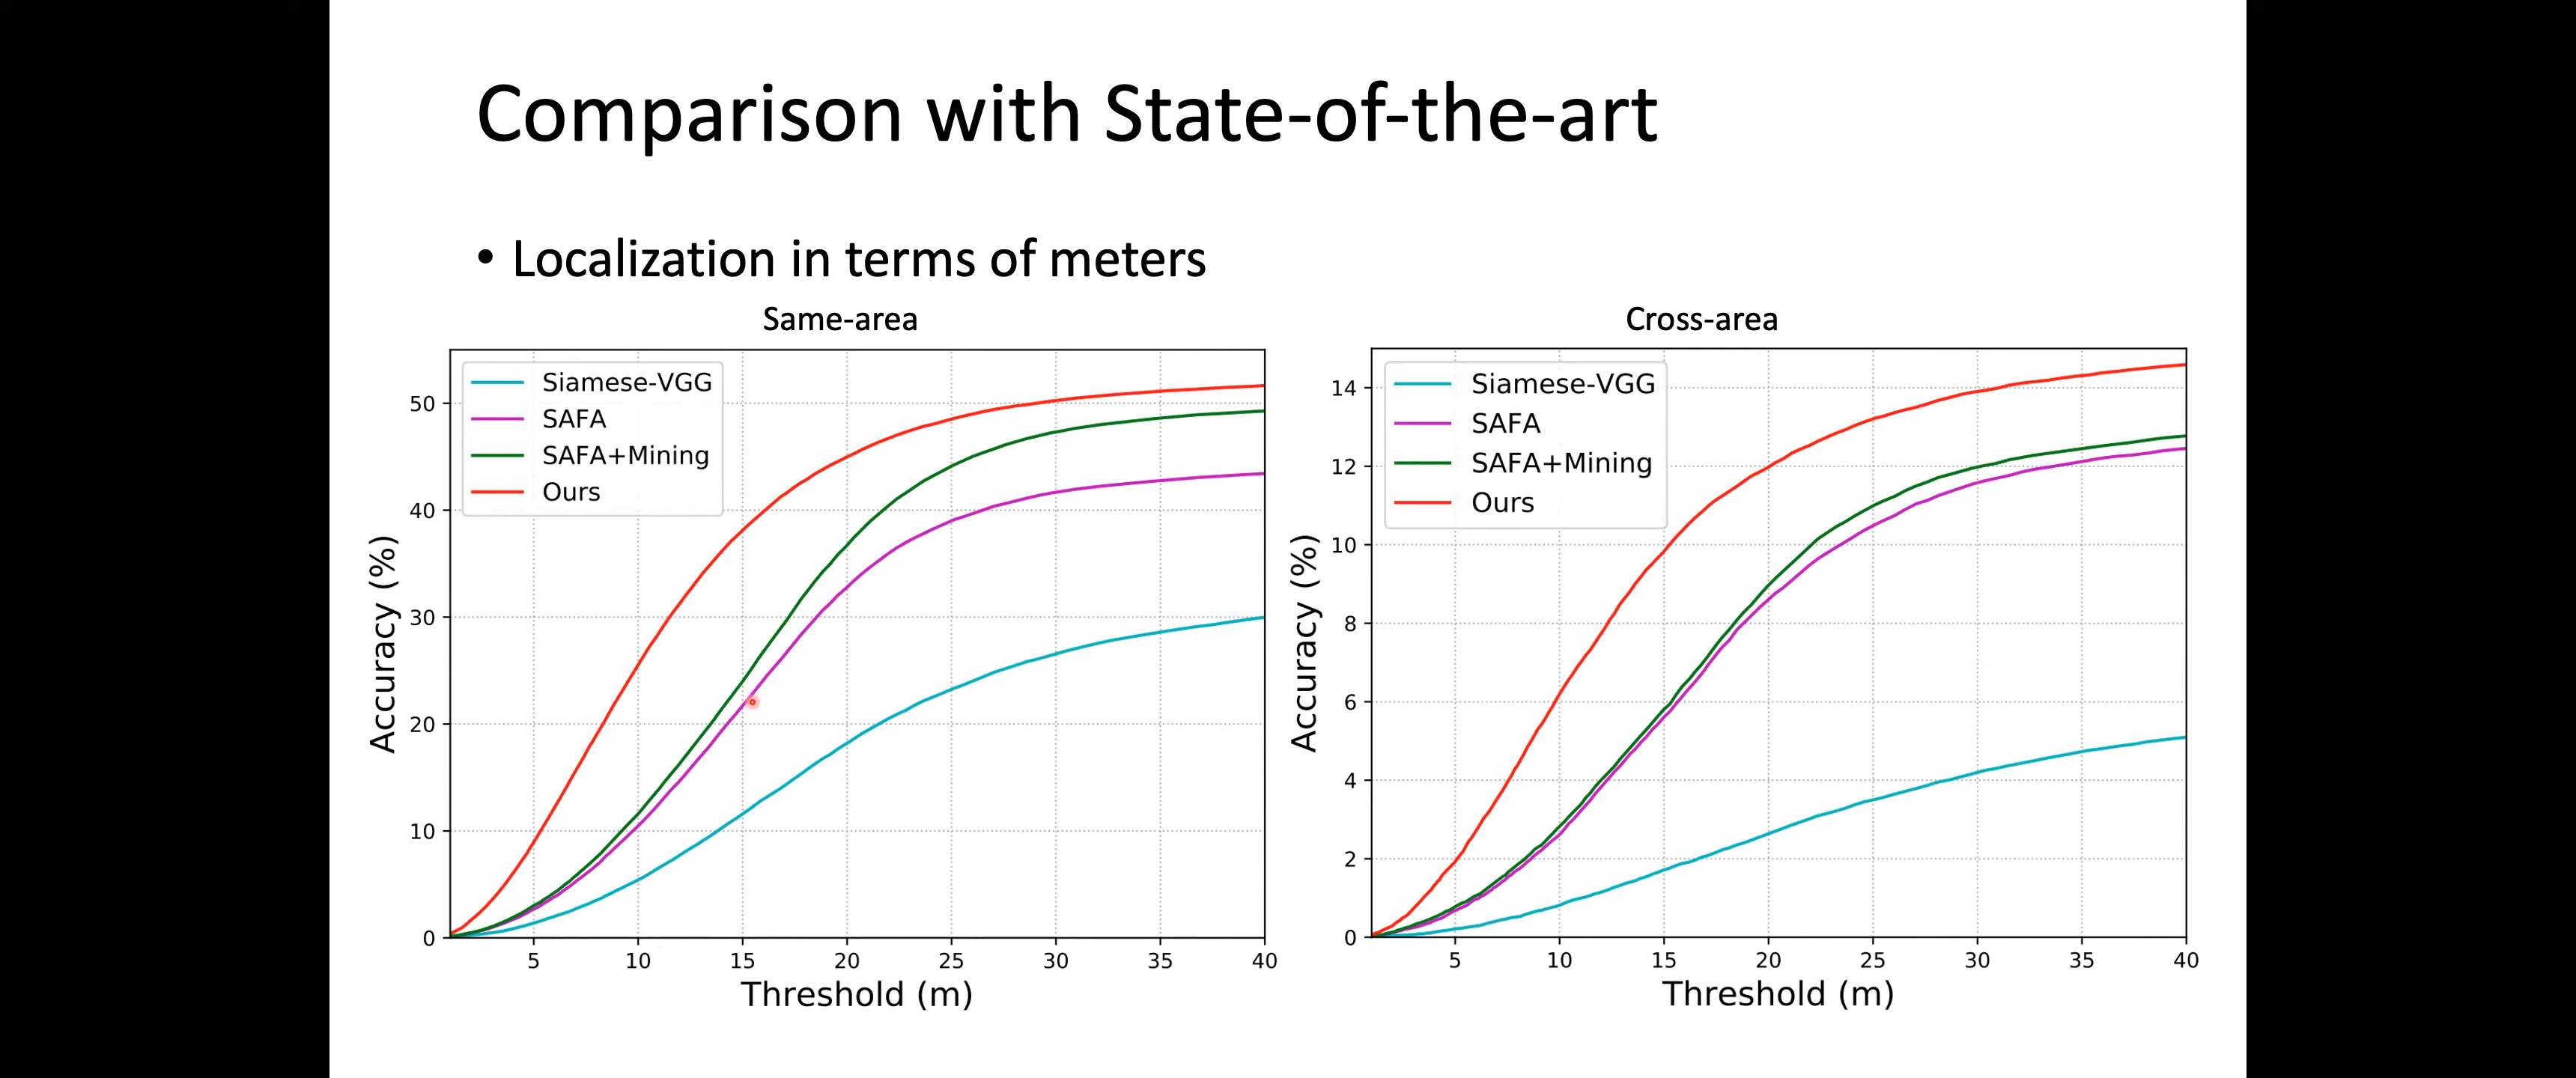 Comparison with State-of-the-art
• Localization in terms of meters
Same-area
Siamese-VGG
SAFA
SAFA+Mining
Ours
Accuracy (%)
50
40
30
20
10
0
5 10 15 20 25 30 35 40
Threshold (m)
Cross-area
Siamese-VGG
SAFA
SAFA+Mining
Ours
Accuracy (%)
14
12
10
8
6
4
2
0
5 10 15 20 25 30 35 40
Threshold (m)